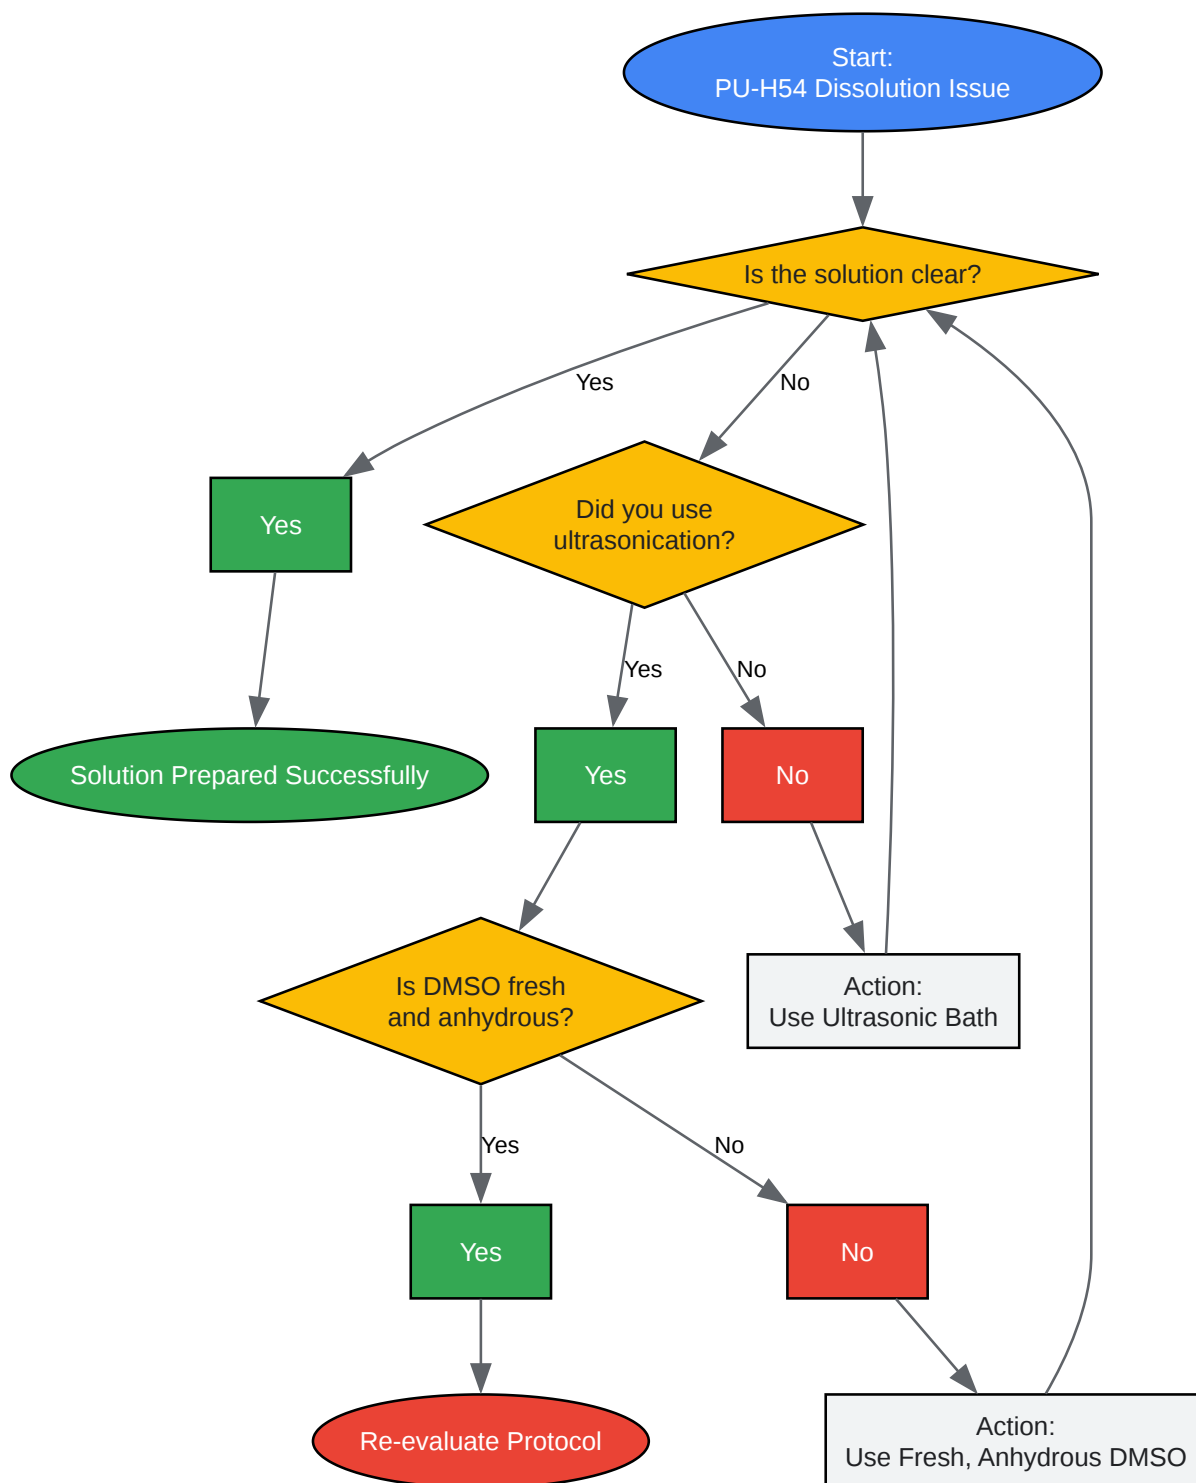 Start:
PU-H54 Dissolution Issue
Is the solution clear?
Yes
No
Yes
Did you use
ultrasonication?
Yes
No
Solution Prepared Successfully
Yes
No
Is DMSO fresh
and anhydrous?
Action:
Use Ultrasonic Bath
Yes
No
Yes
No
Re-evaluate Protocol
Action:
Use Fresh, Anhydrous DMSO